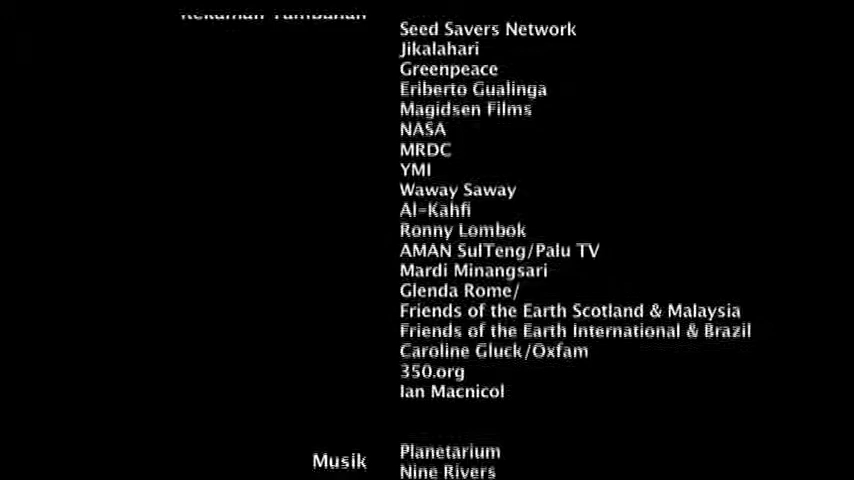 Rekaman Tambahan
Seed Savers Network
Jikalahari
Greenpeace
Eriberto Gualinga
Magidsen Films
NASA
MRDC
YMI
Waway Saway
Al-Kahfi
Ronny Lombok
AMAN SulTeng/Palu TV
Mardi Minangsari
Glenda Rome/
Friends of the Earth Scotland & Malaysia
Friends of the Earth International & Brazil
Caroline Gluck/Oxfam
350.org
Ian Macnicol
Musik
Planetarium
Nine Rivers